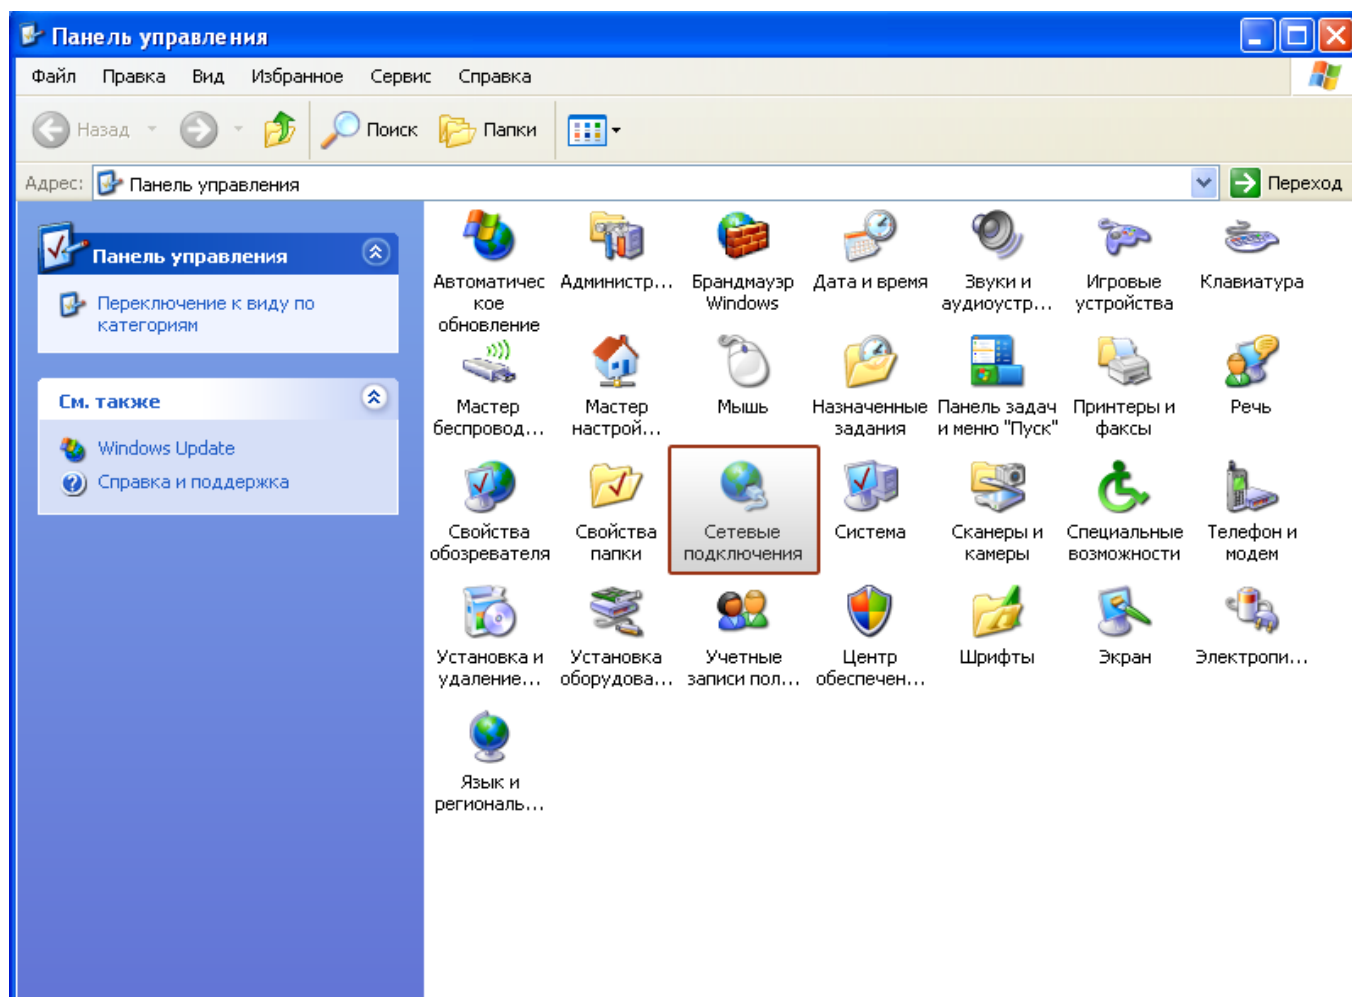 Панель управления
Файл Правка Вид Избранное Сервис Справка
Назад Поиск Папки
Адрес: Панель управления Переход
Панель управления
Переключение к виду по
категориям
См. также
Windows Update
Справка и поддержка
Автоматичес
кое
обновление
Администр...
Брандмауэр
Windows
Дата и время
Звуки и
аудиоустр...
Игровые
устройства
Клавиатура
Мастер
беспровод...
Мастер
настрой...
Мышь
Назначенные
задания
Панель задач
и меню "Пуск"
Принтеры и
факсы
Речь
Свойства
обозревателя
Свойства
папки
Сетевые
подключения
Система
Сканеры и
камеры
Специальные
возможности
Телефон и
модем
Установка и
удаление...
Установка
оборудова...
Учетные
записи пол...
Центр
обеспечен...
Шрифты
Экран
Электропи...
Язык и
региональ...